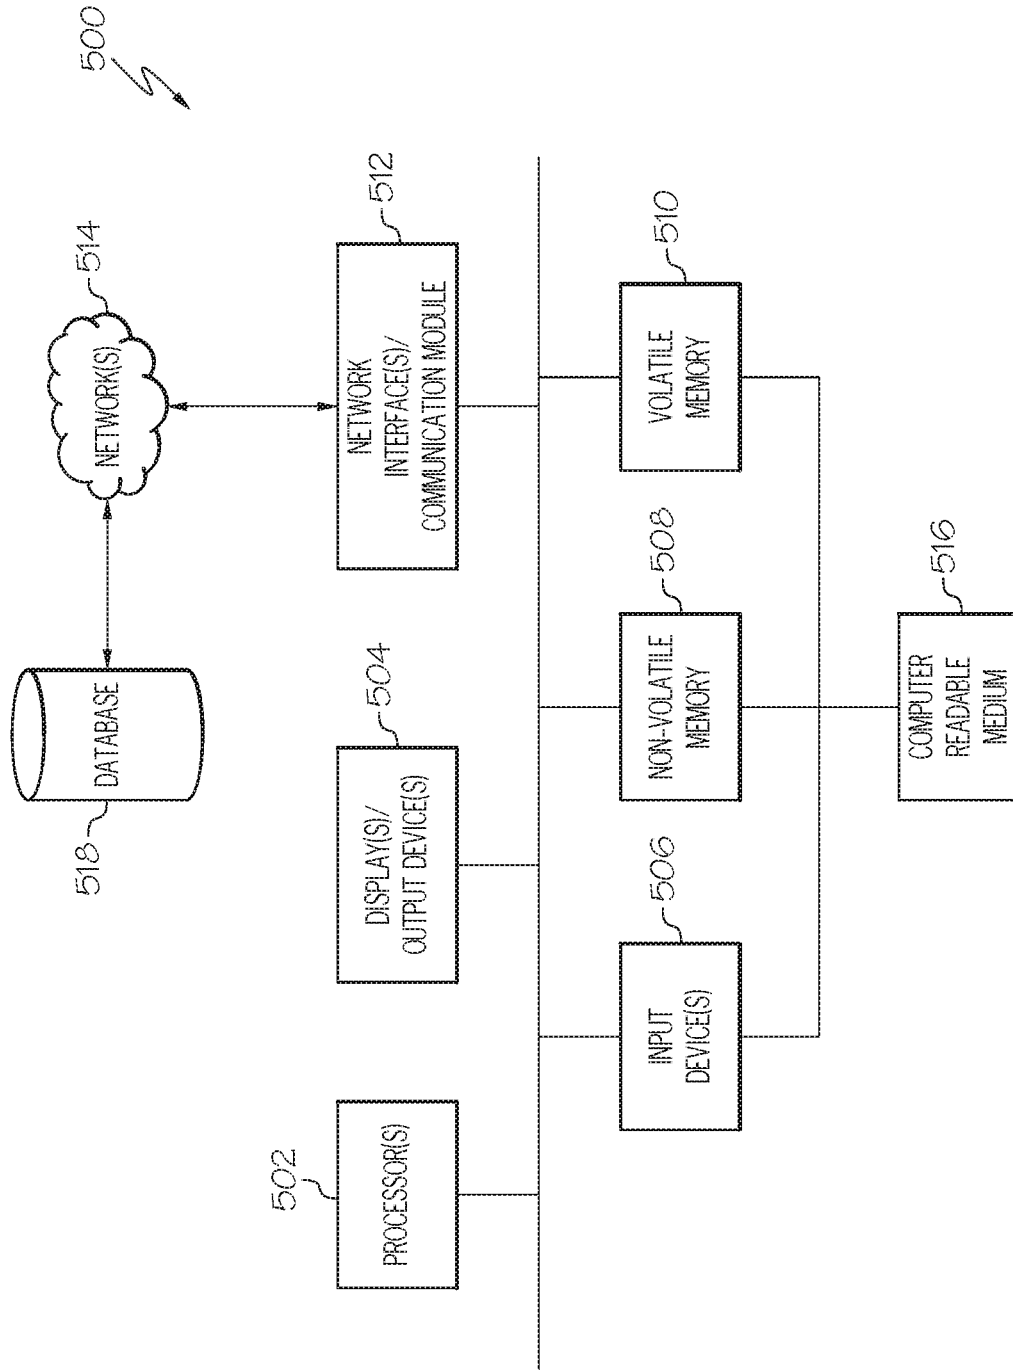 500
518
DATABASE
NETWORK(S)
514
502
PROCESSOR(S)
DISPLAY(S)/
OUTPUT DEVICE(S)
504
NETWORK
INTERFACE(S)/
COMMUNICATION MODULE
512
INPUT
DEVICE(S)
506
NON-VOLATILE
MEMORY
508
VOLATILE
MEMORY
510
COMPUTER
READABLE
MEDIUM
516